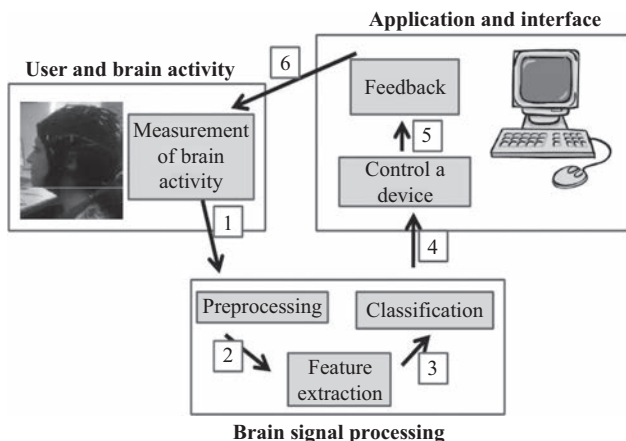 Application and interface
6
User and brain activity
Feedback
Measurement
of brain
activity
5
Control a
device
1
4
Preprocessing
Classification
2
Feature
extraction
3
Brain signal processing